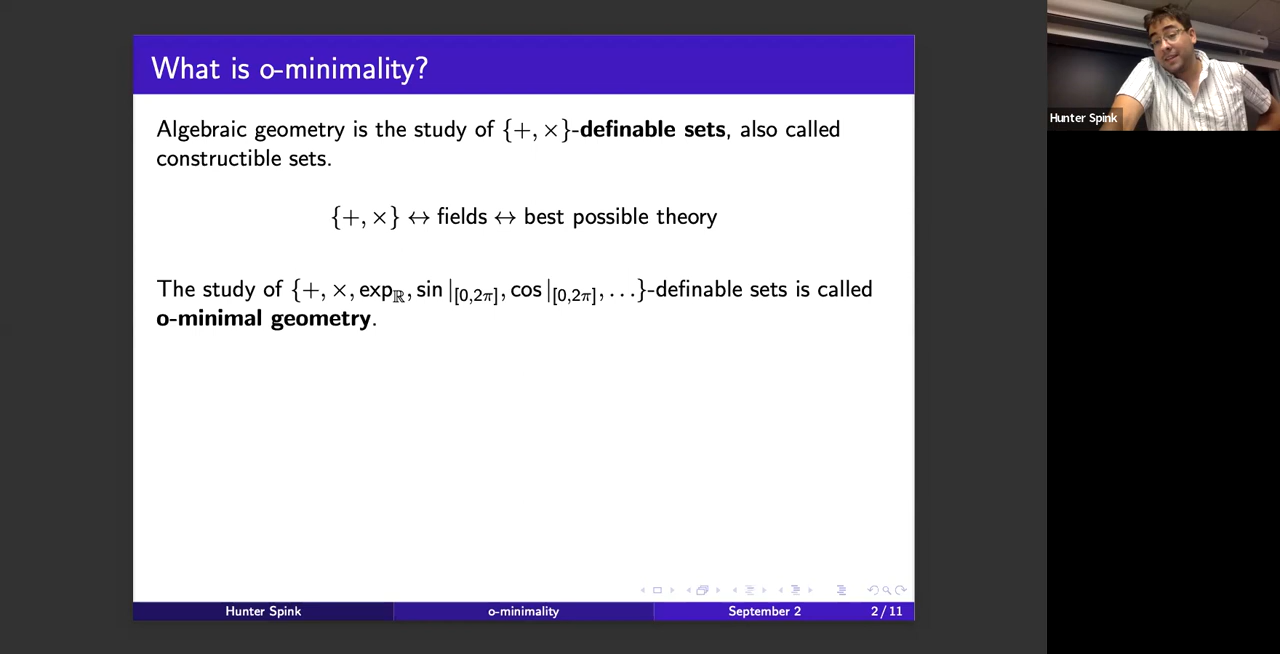 What is o-minimality?
Algebraic geometry is the study of {+, ×}-definable sets, also called
constructible sets.
{+, ×} ↔ fields ↔ best possible theory
The study of {+, ×, exp_ℝ, sin|_[0,2π], cos|_[0,2π], …}-definable sets is called
o-minimal geometry.
Hunter Spink o-minimality September 2 2 / 11
Hunter Spink